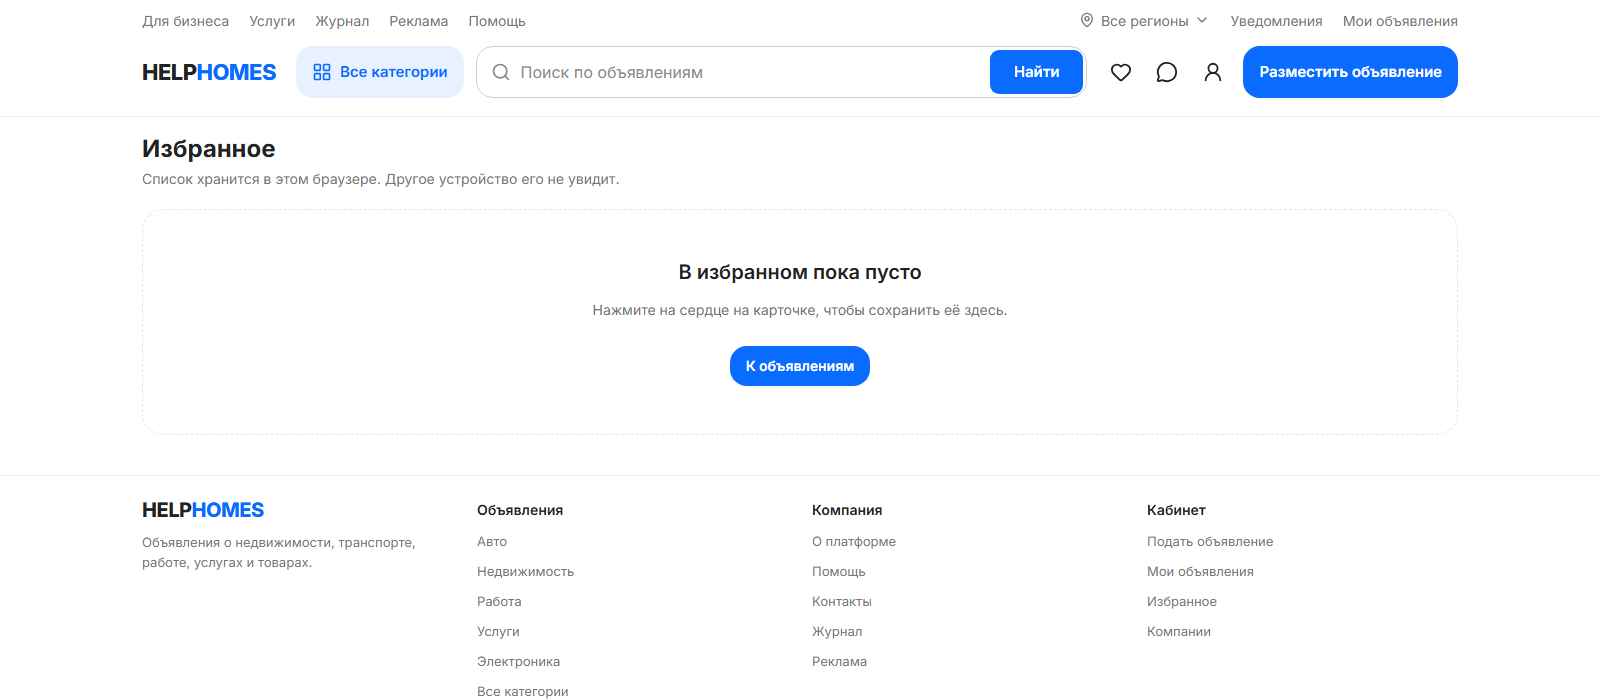 Для бизнеса Услуги Журнал Реклама Помощь Все регионы Уведомления Мои объявления
HELPHOMES Все категории Поиск по объявлениям Найти Разместить объявление
Избранное
Список хранится в этом браузере. Другое устройство его не увидит.
В избранном пока пусто
Нажмите на сердце на карточке, чтобы сохранить её здесь.
К объявлениям
HELPHOMES
Объявления о недвижимости, транспорте,
работе, услугах и товарах.
Объявления
Авто
Недвижимость
Работа
Услуги
Электроника
Все категории
Компания
О платформе
Помощь
Контакты
Журнал
Реклама
Кабинет
Подать объявление
Мои объявления
Избранное
Компании